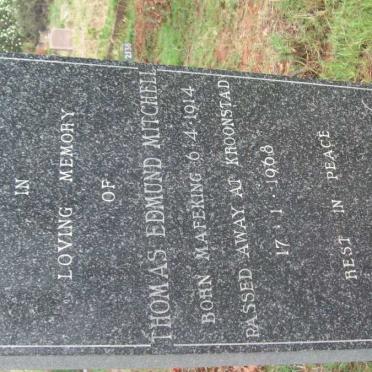 IN
LOVING MEMORY
OF
THOMAS EDMUND MITCHELL
BORN MAFEKING 6·4·1914
PASSED AWAY AT KROONSTAD
17·1·1968
REST IN PEACE